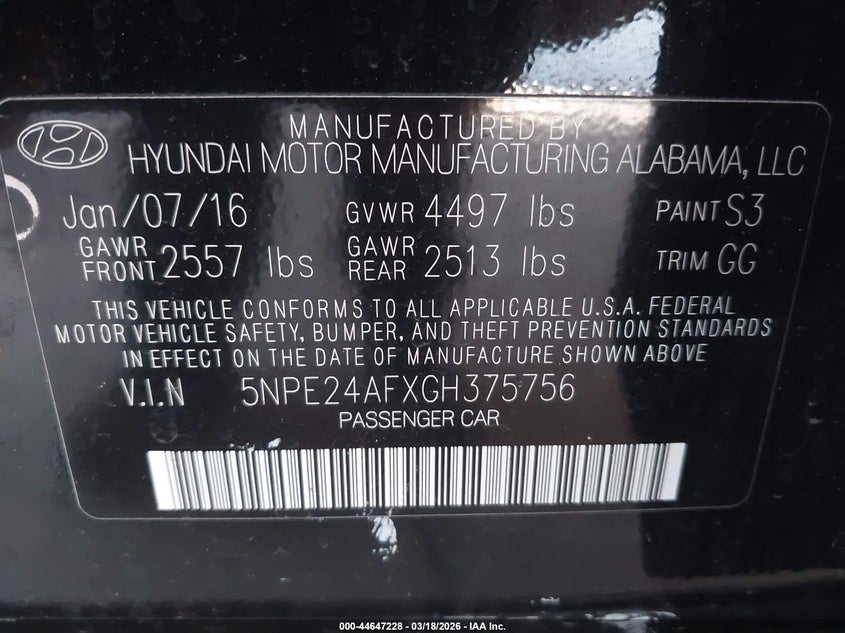 MANUFACTURED BY
HYUNDAI MOTOR MANUFACTURING ALABAMA, LLC
Jan/07/16 GVWR 4497 lbs PAINT S3
GAWR FRONT 2557 lbs GAWR REAR 2513 lbs TRIM GG
THIS VEHICLE CONFORMS TO ALL APPLICABLE U.S.A. FEDERAL
MOTOR VEHICLE SAFETY, BUMPER, AND THEFT PREVENTION STANDARDS
IN EFFECT ON THE DATE OF MANUFACTURE SHOWN ABOVE
V.I.N 5NPE24AFXGH375756
PASSENGER CAR
000-44647228 - 03/18/2026 - IAA Inc.